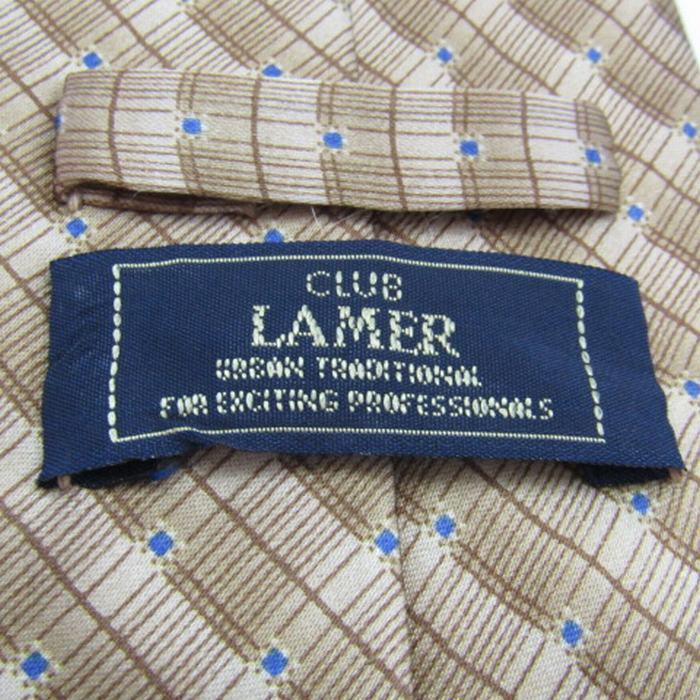 CLUB
LAMER
URBAN TRADITIONAL
FOR EXCITING PROFESSIONALS